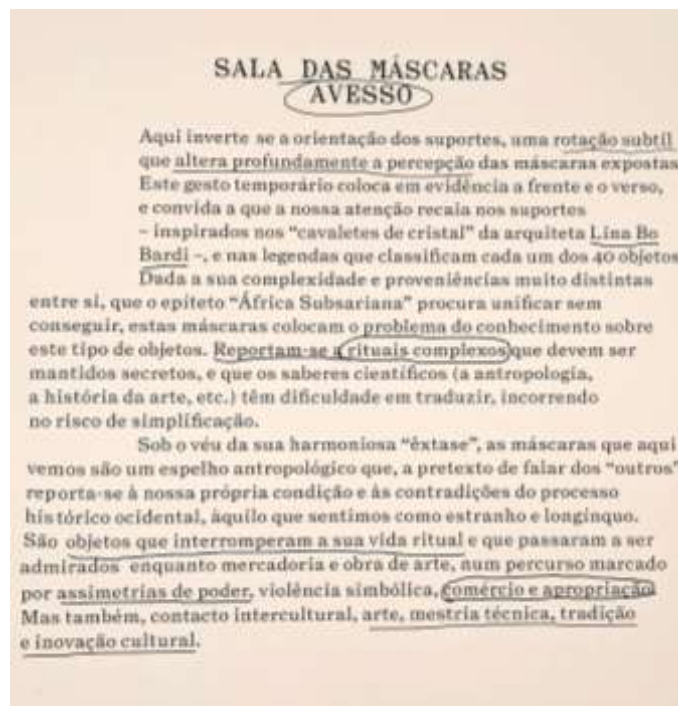 SALA DAS MÁSCARAS
AVESSO
Aqui inverte se a orientação dos suportes, uma rotação subtil
que altera profundamente a percepção das máscaras expostas
Este gesto temporário coloca em evidência a frente e o verso,
e convida a que a nossa atenção recaia nos suportes
– inspirados nos “cavaletes de cristal” da arquiteta Lina Bo
Bardi –, e nas legendas que classificam cada um dos 40 objetos
Dada a sua complexidade e proveniências muito distintas
entre si, que o epíteto “África Subsariana” procura unificar sem
conseguir, estas máscaras colocam o problema do conhecimento sobre
este tipo de objetos. Reportam-se a rituais complexos que devem ser
mantidos secretos, e que os saberes científicos (a antropologia,
a história da arte, etc.) têm dificuldade em traduzir, incorrendo
no risco de simplificação.
Sob o véu da sua harmoniosa “êxtase”, as máscaras que aqui
vemos são um espelho antropológico que, a pretexto de falar dos “outros”
reporta-se à nossa própria condição e às contradições do processo
histórico ocidental, àquilo que sentimos como estranho e longínquo.
São objetos que interromperam a sua vida ritual e que passaram a ser
admirados enquanto mercadoria e obra de arte, num percurso marcado
por assimetrias de poder, violência simbólica, comércio e apropriação
Mas também, contacto intercultural, arte, mestria técnica, tradição
e inovação cultural.